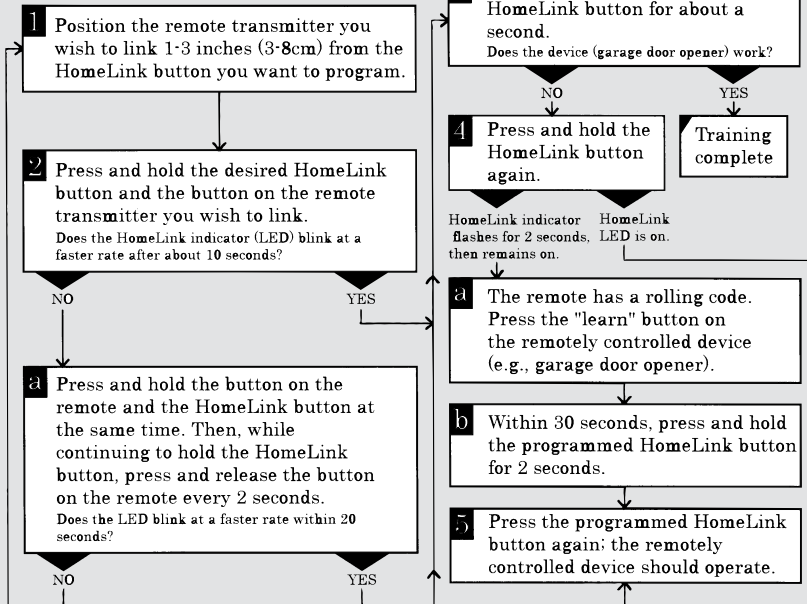 1
Position the remote transmitter you
wish to link 1-3 inches (3-8cm) from the
HomeLink button you want to program.
2
Press and hold the desired HomeLink
button and the button on the remote
transmitter you wish to link.
Does the HomeLink indicator (LED) blink at a
faster rate after about 10 seconds?
NO
YES
a
Press and hold the button on the
remote and the HomeLink button at
the same time. Then, while
continuing to hold the HomeLink
button, press and release the button
on the remote every 2 seconds.
Does the LED blink at a faster rate within 20
seconds?
NO
YES
HomeLink button for about a
second.
Does the device (garage door opener) work?
NO
YES
4
Press and hold the
HomeLink button
again.
Training
complete
HomeLink indicator
flashes for 2 seconds,
then remains on.
HomeLink
LED is on.
a
The remote has a rolling code.
Press the "learn" button on
the remotely controlled device
(e.g., garage door opener).
b
Within 30 seconds, press and hold
the programmed HomeLink button
for 2 seconds.
5
Press the programmed HomeLink
button again; the remotely
controlled device should operate.